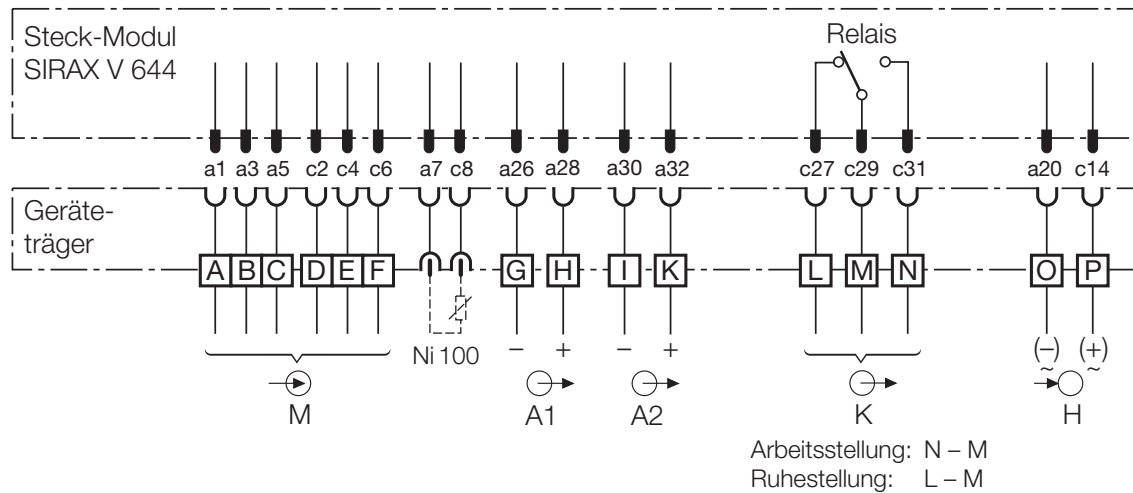 Steck-Modul
SIRAX V 644
Relais
a1 a3 a5 c2 c4 c6 a7 c8 a26 a28 a30 a32 c27 c29 c31 a20 c14
Geräte-
träger
A B C D E F G H I K L M N O P
Ni 100 – + – + (–) (+)
~ ~
M A1 A2 K H
Arbeitsstellung: N – M
Ruhestellung: L – M